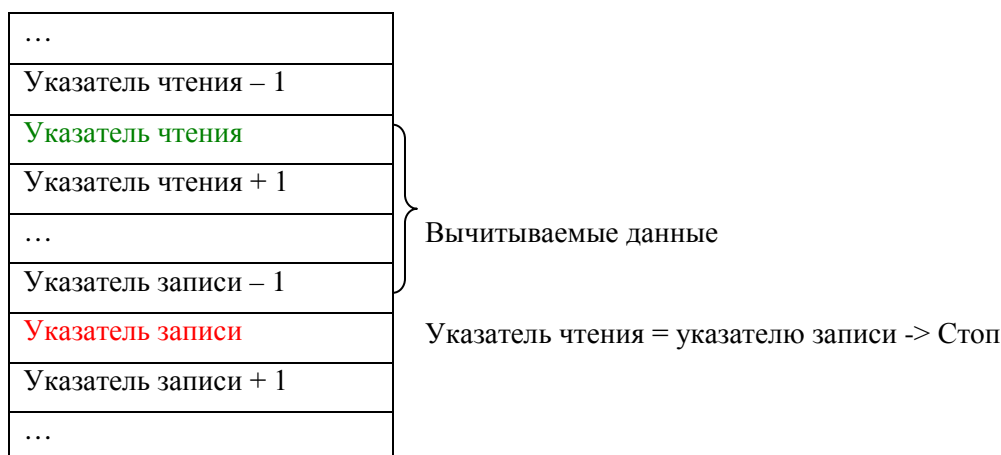 …
Указатель чтения – 1
Указатель чтения
Указатель чтения + 1
…
Вычитываемые данные
Указатель записи – 1
Указатель записи
Указатель чтения = указателю записи -> Стоп
Указатель записи + 1
…